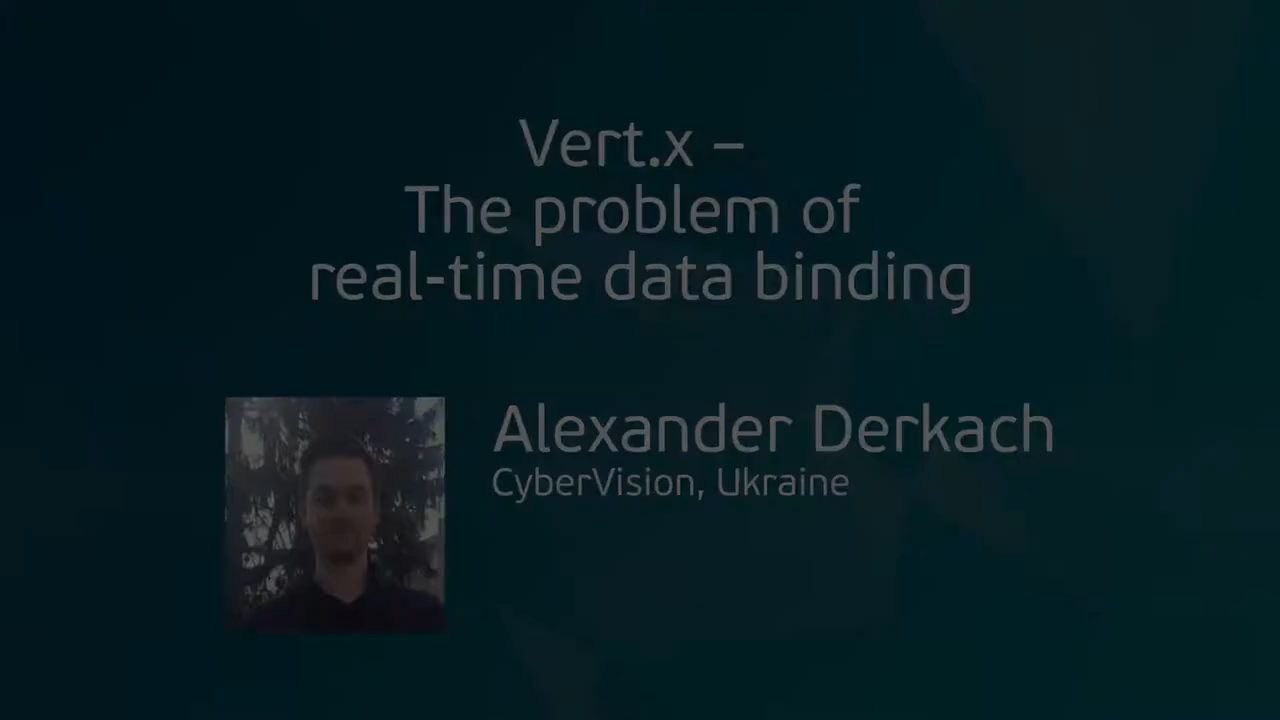 Vert.x –
The problem of
real-time data binding
Alexander Derkach
CyberVision, Ukraine